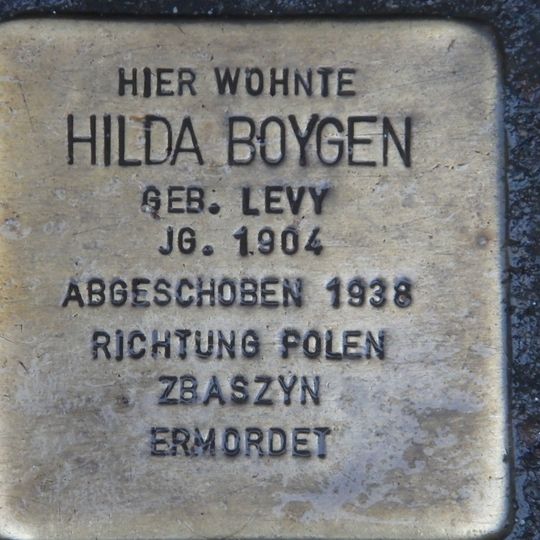 HIER WOHNTE
HILDA BOYGEN
GEB. LEVY
JG. 1904
ABGESCHOBEN 1938
RICHTUNG POLEN
ZBASZYN
ERMORDET